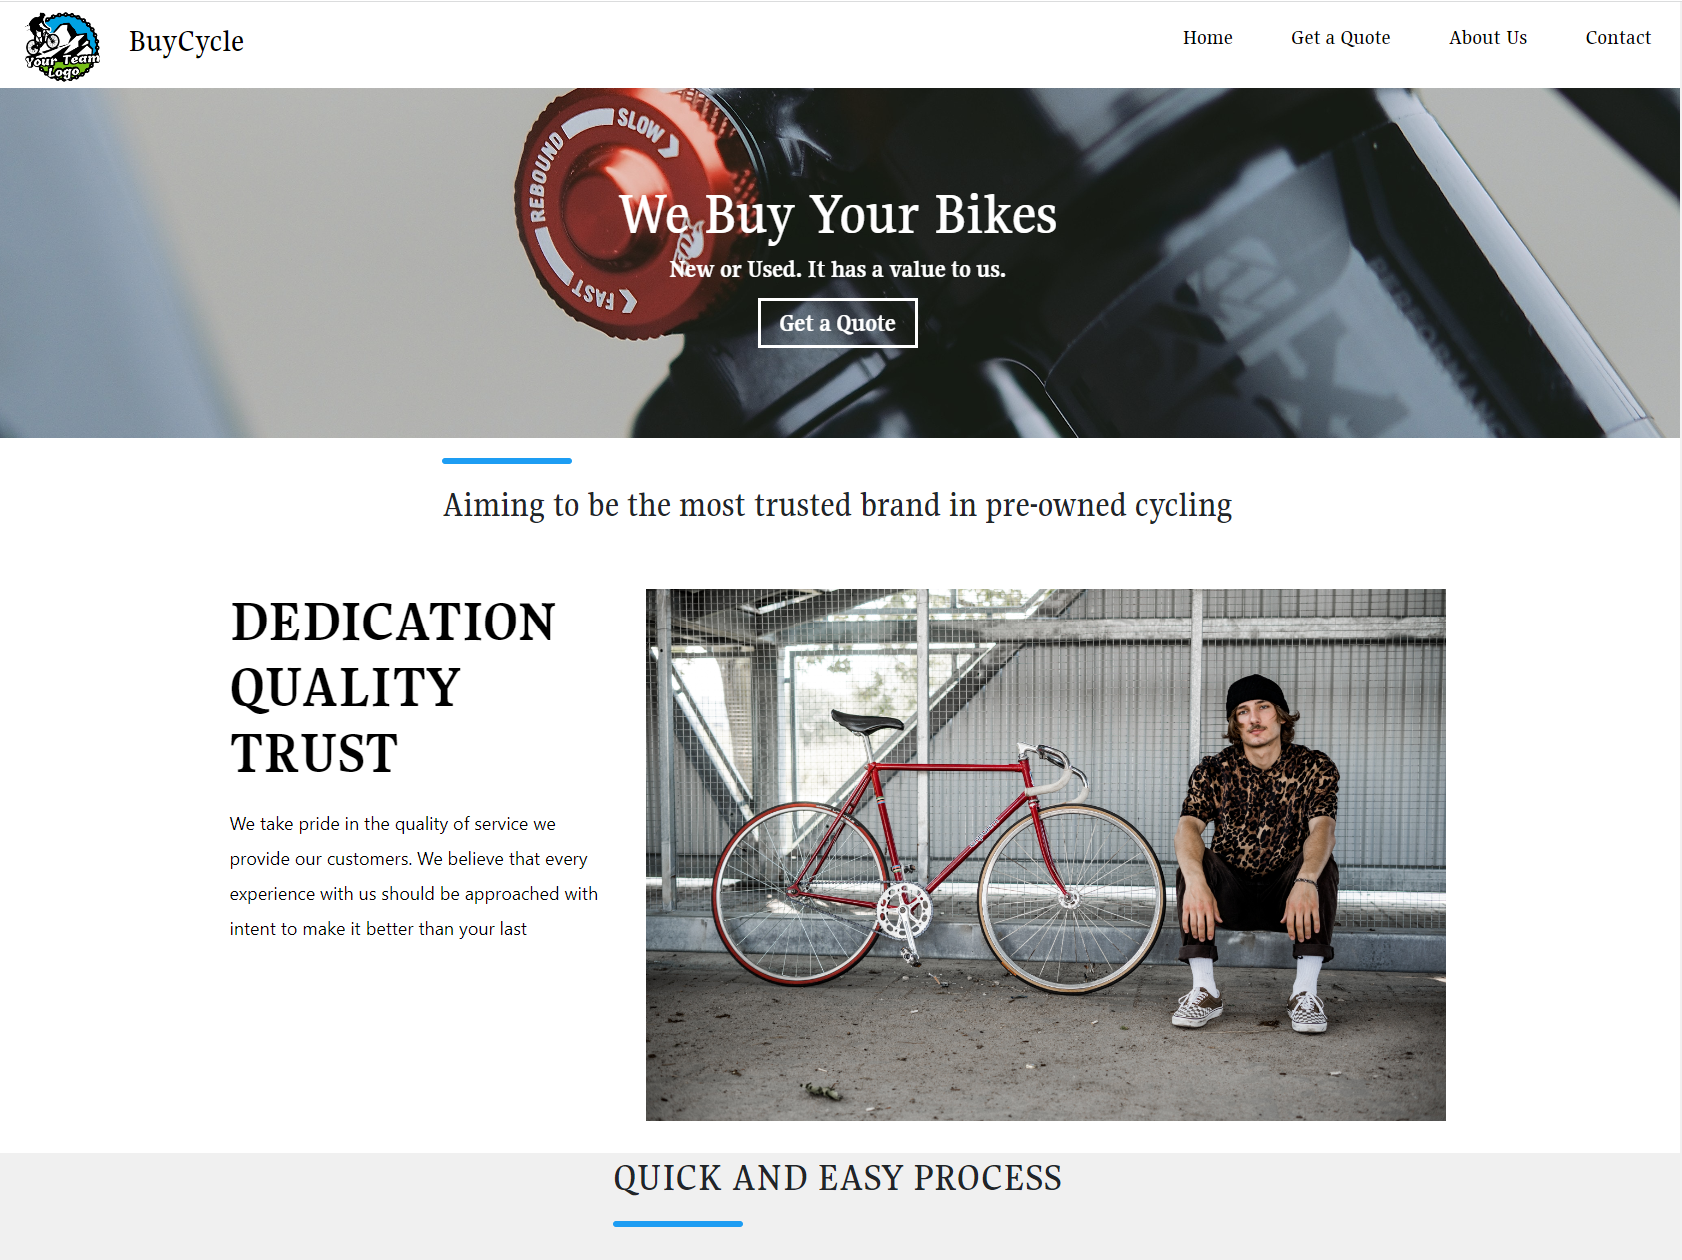 Your Team
Logo
BuyCycle
Home
Get a Quote
About Us
Contact
SLOW
REBOUND
FAST
We Buy Your Bikes
New or Used. It has a value to us.
Get a Quote
PERFORMANC
Aiming to be the most trusted brand in pre-owned cycling
DEDICATION
QUALITY
TRUST
We take pride in the quality of service we
provide our customers. We believe that every
experience with us should be approached with
intent to make it better than your last
QUICK AND EASY PROCESS